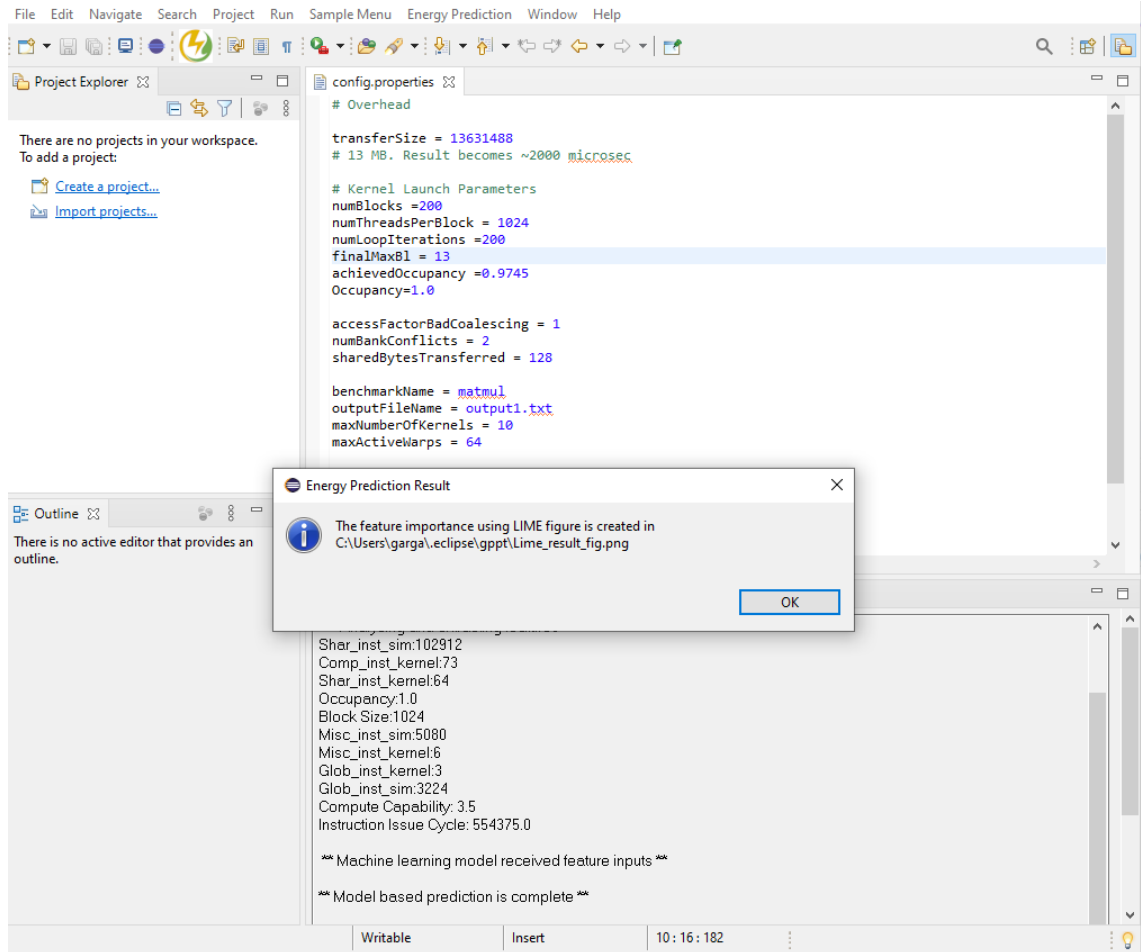 File Edit Navigate Search Project Run Sample Menu Energy Prediction Window Help
Project Explorer
There are no projects in your workspace.
To add a project:
Create a project...
Import projects...
config.properties
# Overhead
transferSize = 13631488
# 13 MB. Result becomes ~2000 microsec
# Kernel Launch Parameters
numBlocks =200
numThreadsPerBlock = 1024
numLoopIterations =200
finalMaxBl = 13
achievedOccupancy =0.9745
Occupancy=1.0
accessFactorBadCoalescing = 1
numBankConflicts = 2
sharedBytesTransferred = 128
benchmarkName = matmul
outputFileName = output1.txt
maxNumberOfKernels = 10
maxActiveWarps = 64
Energy Prediction Result
The feature importance using LIME figure is created in
C:\Users\garga\.eclipse\gppt\Lime_result_fig.png
OK
Outline
There is no active editor that provides an
outline.
Shar_inst_sim:102912
Comp_inst_kernel:73
Shar_inst_kernel:64
Occupancy:1.0
Block Size:1024
Misc_inst_sim:5080
Misc_inst_kernel:6
Glob_inst_kernel:3
Glob_inst_sim:3224
Compute Capability: 3.5
Instruction Issue Cycle: 554375.0
** Machine learning model received feature inputs **
** Model based prediction is complete **
Writable Insert 10 : 16 : 182